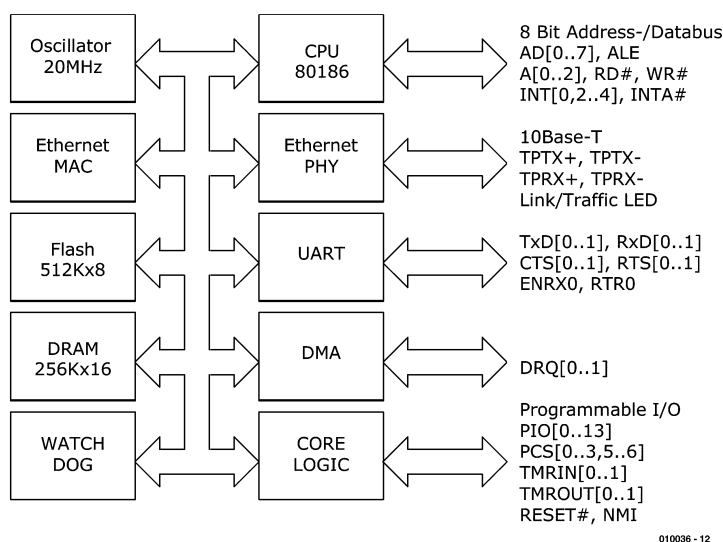 Oscillator
20MHz
CPU
80186
8 Bit Address-/Databus
AD[0..7], ALE
A[0..2], RD#, WR#
INT[0,2..4], INTA#
Ethernet
MAC
Ethernet
PHY
10Base-T
TPTX+, TPTX-
TPRX+, TPRX-
Link/Traffic LED
Flash
512Kx8
UART
TxD[0..1], RxD[0..1]
CTS[0..1], RTS[0..1]
ENRX0, RTR0
DRAM
256Kx16
DMA
DRQ[0..1]
WATCH
DOG
CORE
LOGIC
Programmable I/O
PIO[0..13]
PCS[0..3,5..6]
TMRIN[0..1]
TMROUT[0..1]
RESET#, NMI
010036 - 12